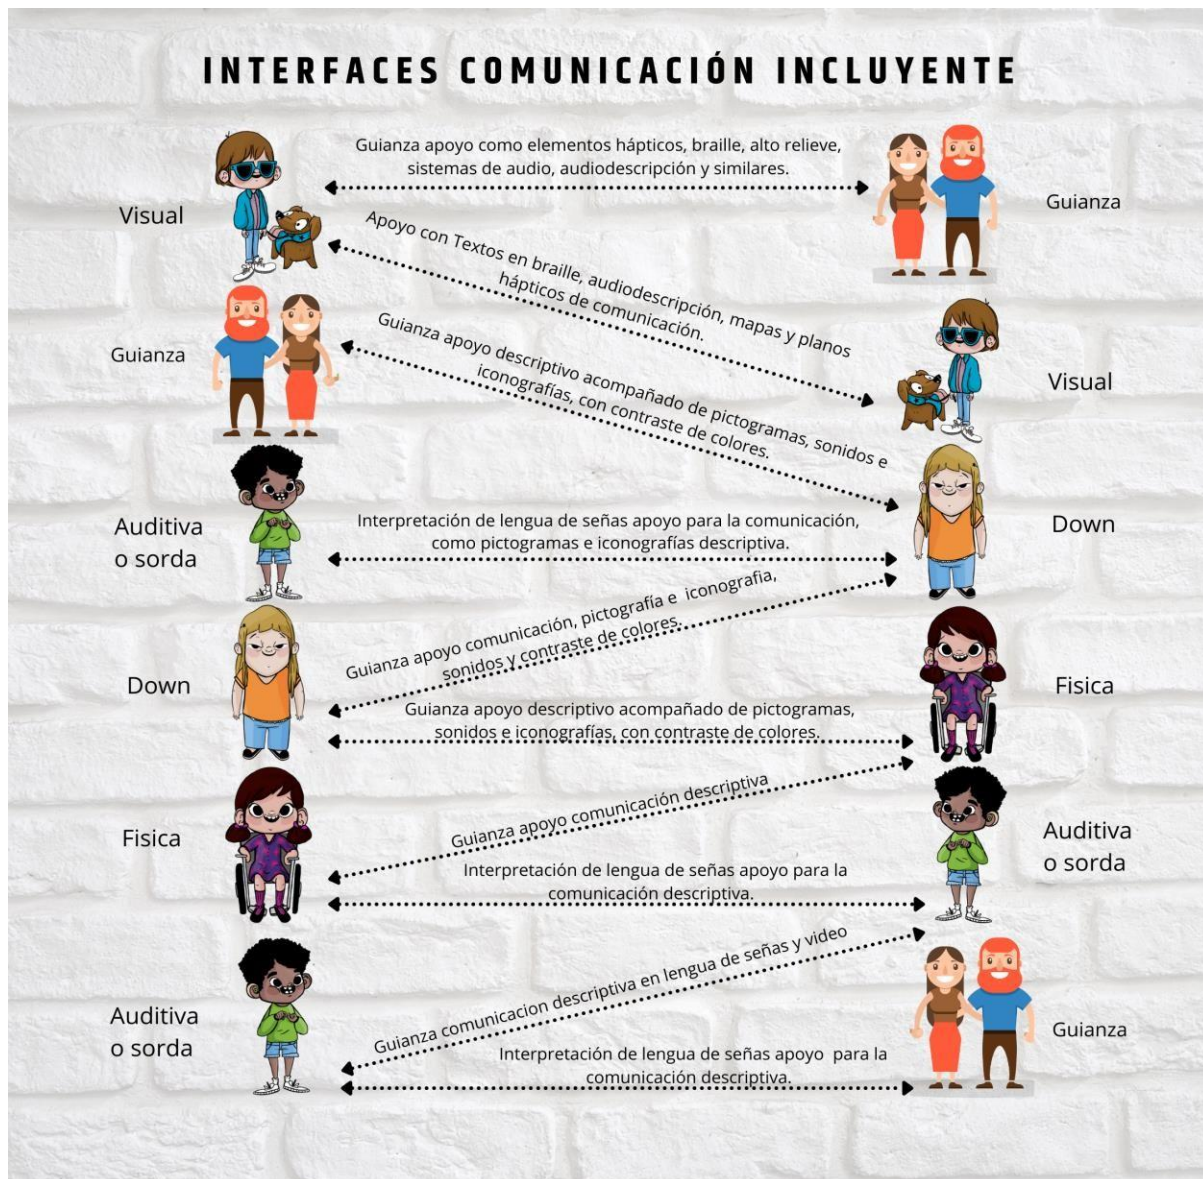 INTERFACES COMUNICACIÓN INCLUYENTE
Guianza apoyo como elementos hápticos, braille, alto relieve,
sistemas de audio, audiodescripción y similares.
Visual
Guianza
Apoyo con Textos en braille, audiodescripción, mapas y planos
hápticos de comunicación.
Guianza
Visual
Guianza apoyo descriptivo acompañado de pictogramas, sonidos e
iconografías, con contraste de colores.
Auditiva
o sorda
Interpretación de lengua de señas apoyo para la comunicación,
como pictogramas e iconografías descriptiva.
Down
Guianza apoyo comunicación, pictografía e iconografia,
sonidos y contraste de colores.
Down
Fisica
Guianza apoyo descriptivo acompañado de pictogramas,
sonidos e iconografías, con contraste de colores.
Guianza apoyo comunicación descriptiva
Fisica
Auditiva
o sorda
Interpretación de lengua de señas apoyo para la
comunicación descriptiva.
Guianza comunicacion descriptiva en lengua de señas y video
Auditiva
o sorda
Guianza
Interpretación de lengua de señas apoyo para la
comunicación descriptiva.